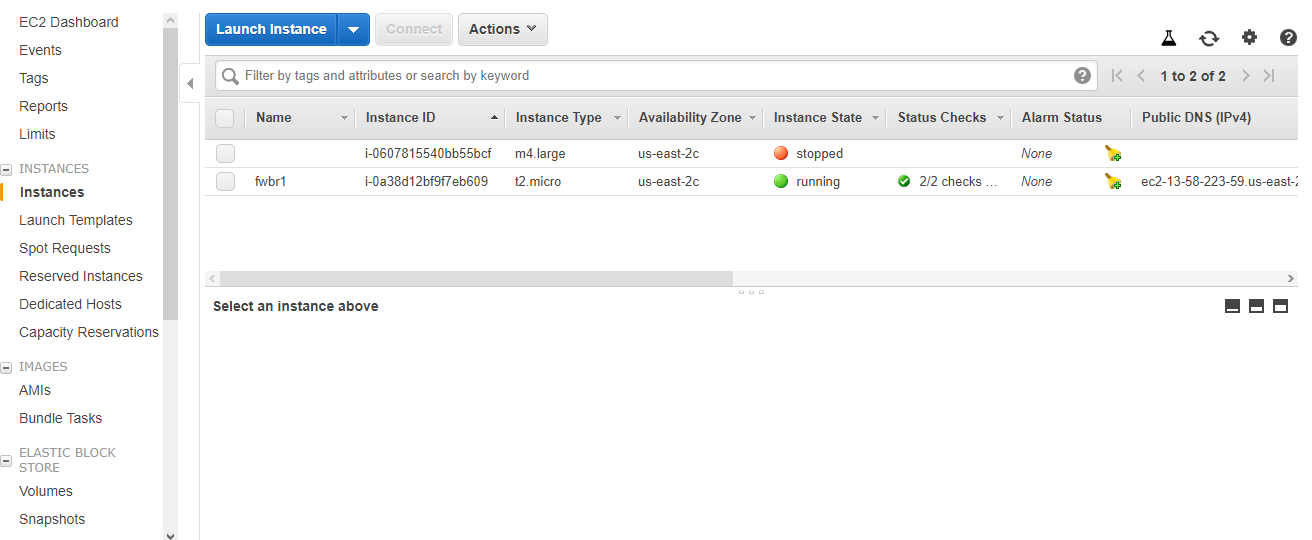 EC2 Dashboard
Events
Tags
Reports
Limits
INSTANCES
Instances
Launch Templates
Spot Requests
Reserved Instances
Dedicated Hosts
Capacity Reservations
IMAGES
AMIs
Bundle Tasks
ELASTIC BLOCK
STORE
Volumes
Snapshots
Launch Instance Connect Actions
Filter by tags and attributes or search by keyword 1 to 2 of 2
Name Instance ID Instance Type Availability Zone Instance State Status Checks Alarm Status Public DNS (IPv4)
i-0607815540bb55bcf m4.large us-east-2c stopped None
fwbr1 i-0a38d12bf9f7eb609 t2.micro us-east-2c running 2/2 checks ... None ec2-13-58-223-59.us-east-2
Select an instance above